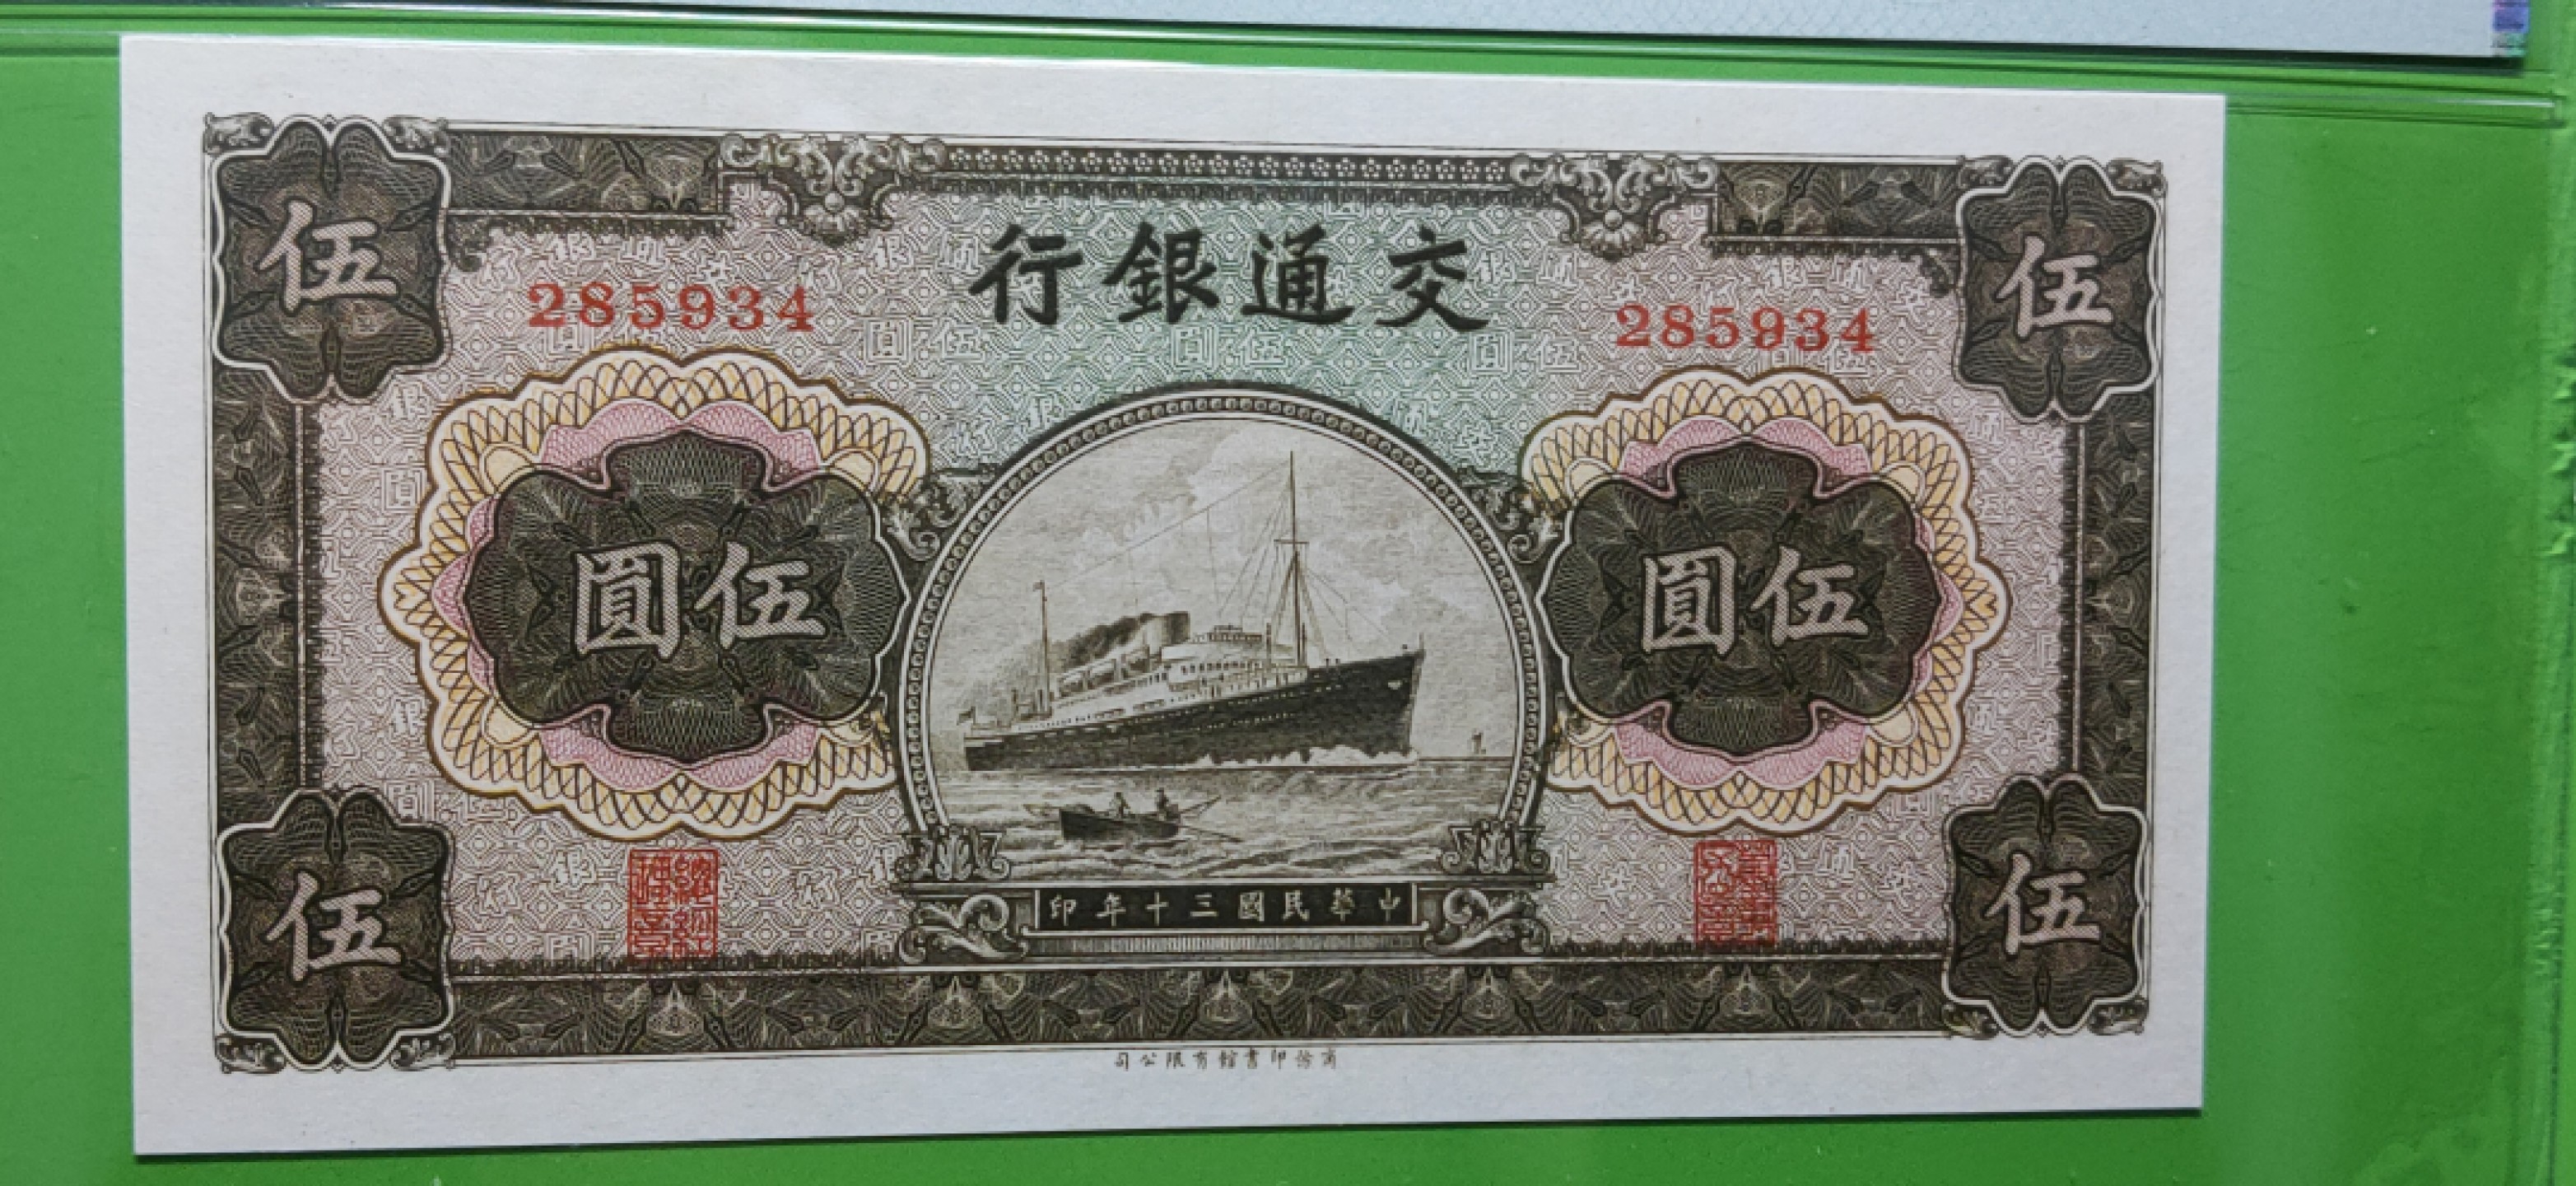 交通銀行
285934
285934
伍
伍
伍圓
伍圓
中華民國三十年印
伍
伍
商務印書館有限公司